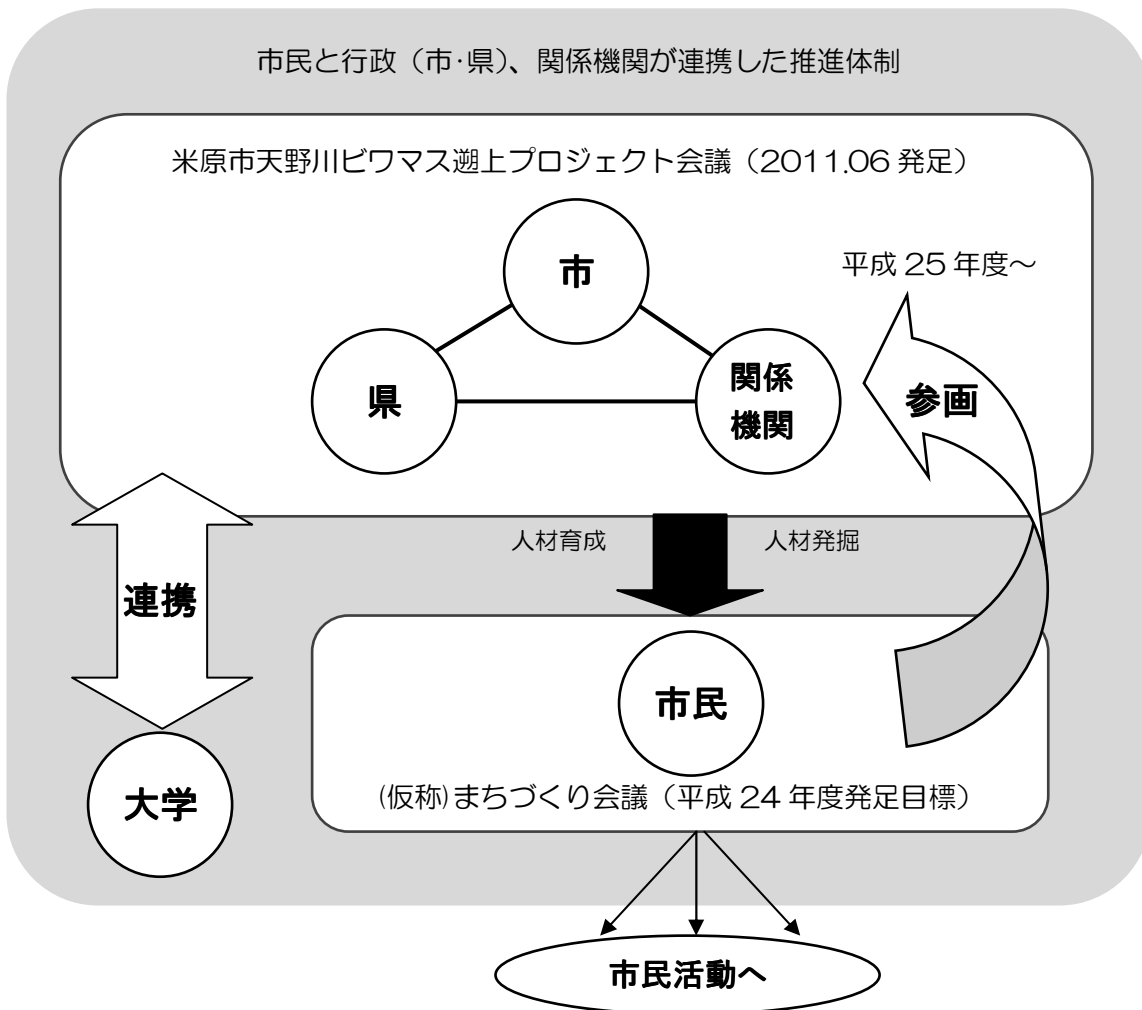 市民と行政（市･県）、関係機関が連携した推進体制
米原市天野川ビワマス遡上プロジェクト会議（2011.06 発足）
市
平成 25 年度～
県
関係
機関
参画
人材育成
人材発掘
連携
市民
大学
(仮称)まちづくり会議（平成 24 年度発足目標）
市民活動へ